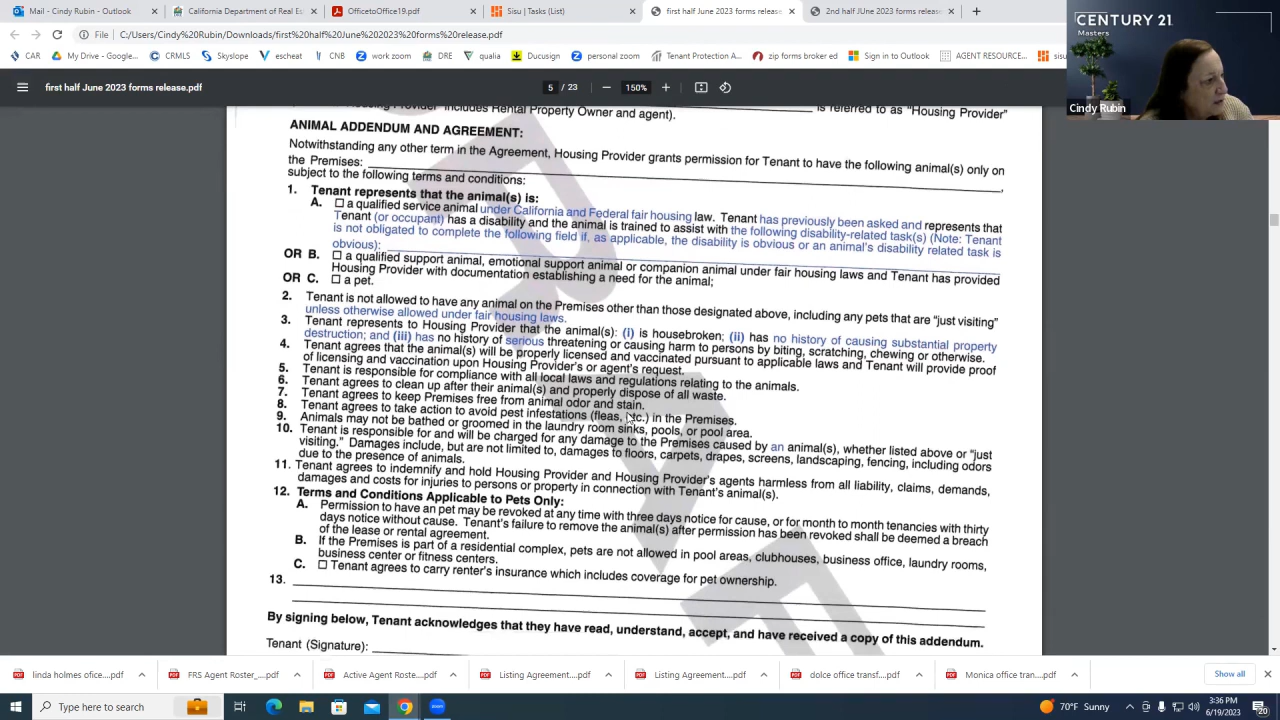 Mail - Cindy Rubin - Outlook
California Department of Real Es
OfficetoOffice19.pdf
Sisu | Tasks (List)
first half June 2023 forms releas
2nd half JUne 2023 forms releas
File
C:/Users/Cindy%20Rubin/Downloads/first%20half%20June%202023%20forms%20release.pdf
CAR
My Drive - Google...
CRMLS
Skyslope
escheat
CNB
zoom
DRE
qualia
Ducusign
personal zoom
Tenant Protection A...
zip forms broker ed
Sign in to Outlook
AGENT RESOURCE...
sisu
CENTURY 21
Masters
Cindy Rubin
first half June 2023 forms release.pdf
5 / 23
150%
Housing Provider" includes Rental Property Owner and agent).
is referred to as "Housing Provider"
ANIMAL ADDENDUM AND AGREEMENT:
Notwithstanding any other term in the Agreement, Housing Provider grants permission for Tenant to have the following animal(s) only on
the Premises:
subject to the following terms and conditions:
1. Tenant represents that the animal(s) is:
A. ☐ a qualified service animal under California and Federal fair housing law. Tenant has previously been asked and represents that
Tenant (or occupant) has a disability and the animal is trained to assist with the following disability-related task(s) (Note: Tenant
is not obligated to complete the following field if, as applicable, the disability is obvious or an animal's disability related task is
obvious):
OR B. ☐ a qualified support animal, emotional support animal or companion animal under fair housing laws and Tenant has provided
Housing Provider with documentation establishing a need for the animal;
OR C. ☐ a pet.
2. Tenant is not allowed to have any animal on the Premises other than those designated above, including any pets that are "just visiting"
unless otherwise allowed under fair housing laws.
3. Tenant represents to Housing Provider that the animal(s): (i) is housebroken; (ii) has no history of causing substantial property
destruction; and (iii) has no history of serious threatening or causing harm to persons by biting, scratching, chewing or otherwise.
4. Tenant agrees that the animal(s) will be properly licensed and vaccinated pursuant to applicable laws and Tenant will provide proof
of licensing and vaccination upon Housing Provider's or agent's request.
5. Tenant is responsible for compliance with all local laws and regulations relating to the animals.
6. Tenant agrees to clean up after their animal(s) and properly dispose of all waste.
7. Tenant agrees to keep Premises free from animal odor and stain.
8. Tenant agrees to take action to avoid pest infestations (fleas, etc.) in the Premises.
9. Animals may not be bathed or groomed in the laundry room sinks, pools, or pool area.
10. Tenant is responsible for and will be charged for any damage to the Premises caused by an animal(s), whether listed above or "just
visiting." Damages include, but are not limited to, damages to floors, carpets, drapes, screens, landscaping, fencing, including odors
due to the presence of animals.
11. Tenant agrees to indemnify and hold Housing Provider and Housing Provider's agents harmless from all liability, claims, demands,
damages and costs for injuries to persons or property in connection with Tenant's animal(s).
12. Terms and Conditions Applicable to Pets Only:
A. Permission to have an pet may be revoked at any time with three days notice for cause, or for month to month tenancies with thirty
days notice without cause. Tenant's failure to remove the animal(s) after permission has been revoked shall be deemed a breach
of the lease or rental agreement.
B. If the Premises is part of a residential complex, pets are not allowed in pool areas, clubhouses, business office, laundry rooms,
business center or fitness centers.
C. ☐ Tenant agrees to carry renter's insurance which includes coverage for pet ownership.
13.
By signing below, Tenant acknowledges that they have read, understand, accept, and have received a copy of this addendum.
Tenant (Signature):
linda holmes ofice....pdf
FRS Agent Roster_....pdf
Active Agent Roste....pdf
Listing Agreement....pdf
Listing Agreement....pdf
dolce office transf....pdf
Monica office tran....pdf
Show all
Type here to search
70°F Sunny
3:36 PM
6/19/2023
20